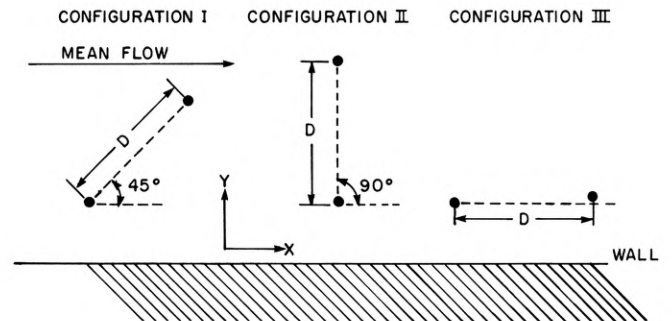 CONFIGURATION I
CONFIGURATION II
CONFIGURATION III
MEAN FLOW
D
45°
D
90°
D
Y
X
WALL